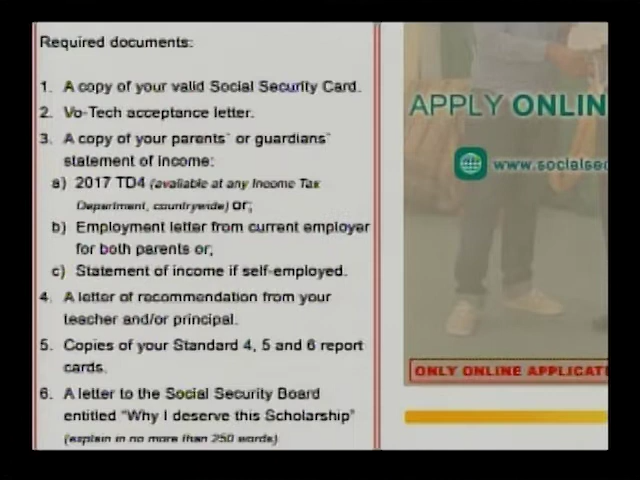 Required documents:
1. A copy of your valid Social Security Card.
2. Vo-Tech acceptance letter.
3. A copy of your parents` or guardians`
statement of income:
a) 2017 TD4 (available at any Income Tax
Department, countrywide) or;
b) Employment letter from current employer
for both parents or;
c) Statement of income if self-employed.
4. A letter of recommendation from your
teacher and/or principal.
5. Copies of your Standard 4, 5 and 6 report
cards.
6. A letter to the Social Security Board
entitled "Why I deserve this Scholarship"
(explain in no more than 250 words)
APPLY ONLIN
www.socialsec
ONLY ONLINE APPLICATI